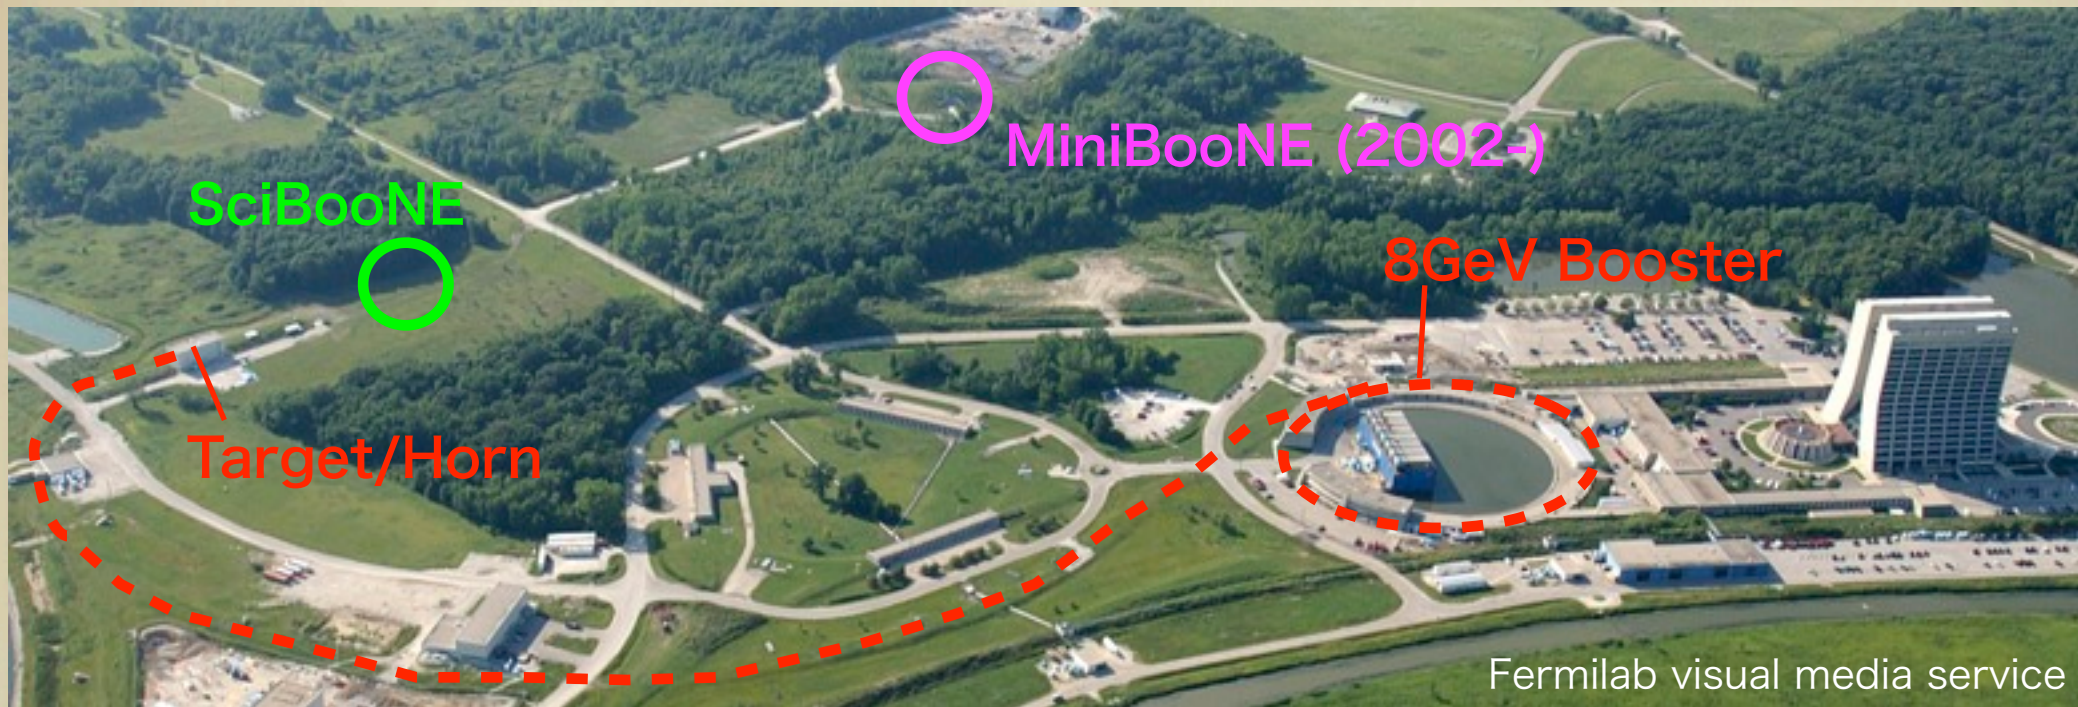 MiniBooNE (2002-)
SciBooNE
8GeV Booster
Target/Horn
Fermilab visual media service